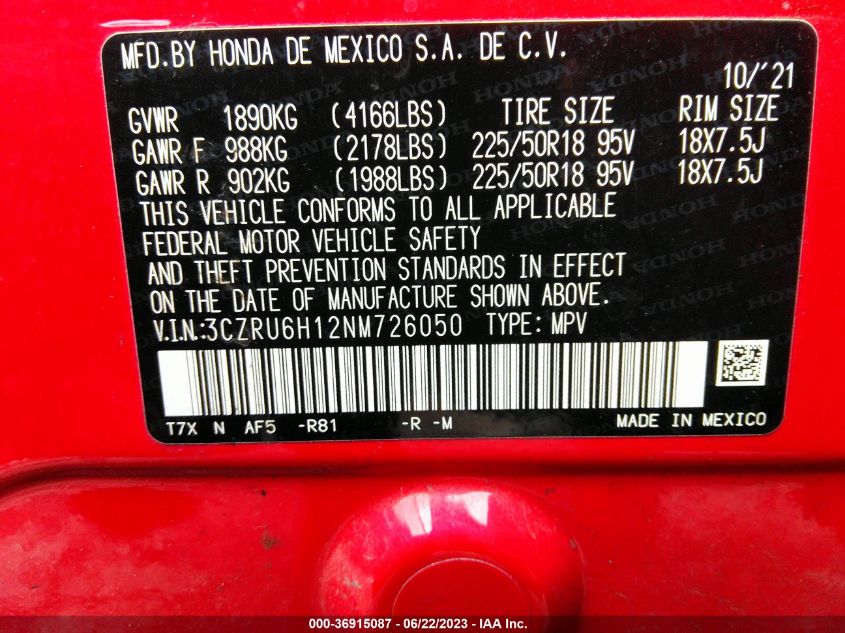 MFD.BY HONDA DE MEXICO S.A. DE C.V.
10/'21
GVWR 1890KG (4166LBS) TIRE SIZE RIM SIZE
GAWR F 988KG (2178LBS) 225/50R18 95V 18X7.5J
GAWR R 902KG (1988LBS) 225/50R18 95V 18X7.5J
THIS VEHICLE CONFORMS TO ALL APPLICABLE
FEDERAL MOTOR VEHICLE SAFETY
AND THEFT PREVENTION STANDARDS IN EFFECT
ON THE DATE OF MANUFACTURE SHOWN ABOVE.
V.I.N.:3CZRU6H12NM726050 TYPE: MPV
T7X N AF5 -R81 -R -M MADE IN MEXICO
000-36915087 - 06/22/2023 - IAA Inc.